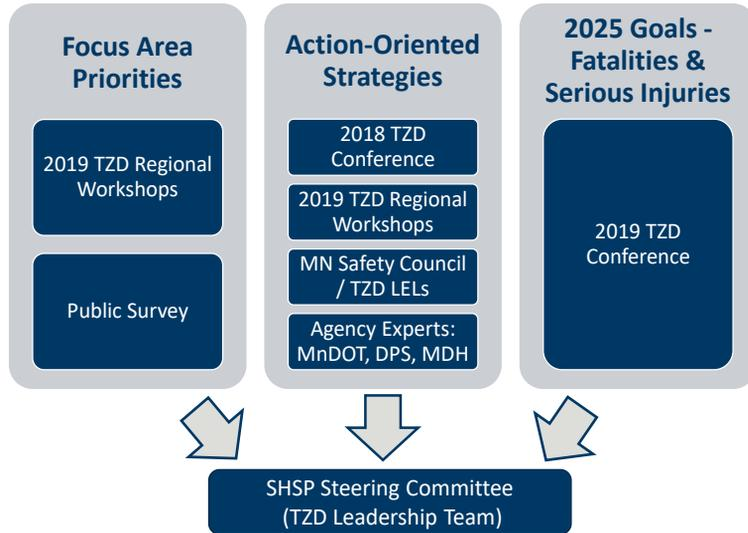 Focus Area
Priorities
2019 TZD Regional
Workshops
Public Survey
Action-Oriented
Strategies
2018 TZD
Conference
2019 TZD Regional
Workshops
MN Safety Council
/ TZD LELs
Agency Experts:
MnDOT, DPS, MDH
2025 Goals -
Fatalities &
Serious Injuries
2019 TZD
Conference
SHSP Steering Committee
(TZD Leadership Team)